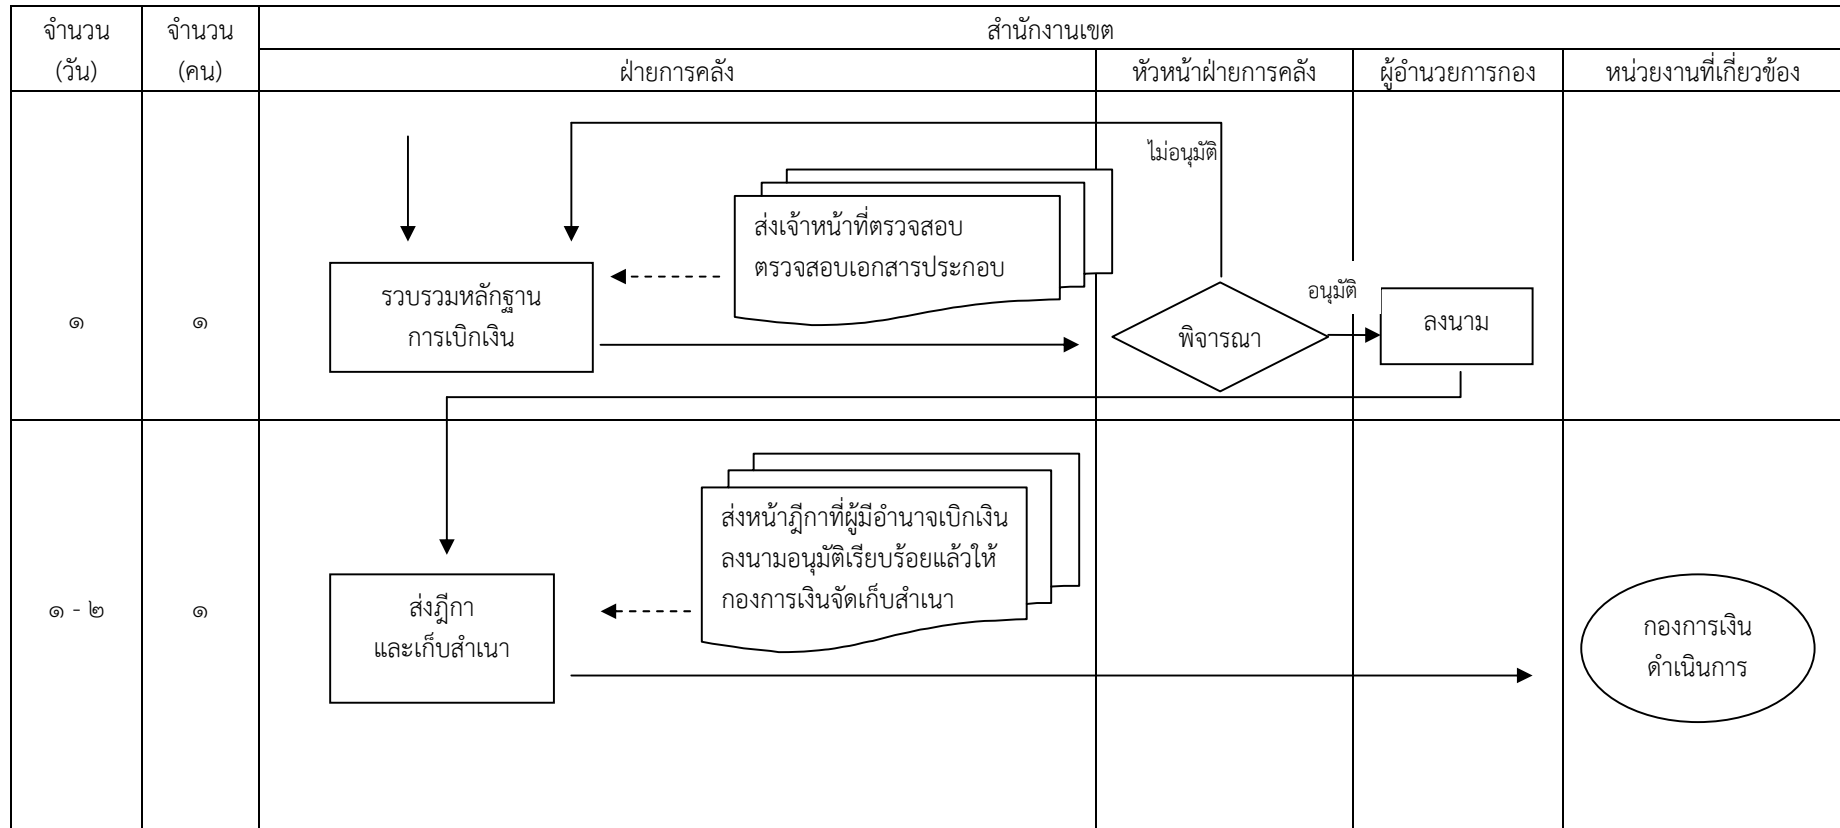 จำนวน
(วัน)
จำนวน
(คน)
สำนักงานเขต
ฝ่ายการคลัง
หัวหน้าฝ่ายการคลัง
ผู้อำนวยการกอง
หน่วยงานที่เกี่ยวข้อง
ไม่อนุมัติ
ส่งเจ้าหน้าที่ตรวจสอบ
ตรวจสอบเอกสารประกอบ
รวบรวมหลักฐาน
การเบิกเงิน
พิจารณา
อนุมัติ
ลงนาม
๑
๑
ส่งหน้าฎีกาที่ผู้มีอำนาจเบิกเงิน
ลงนามอนุมัติเรียบร้อยแล้วให้
กองการเงินจัดเก็บสำเนา
๑ - ๒
๑
ส่งฎีกา
และเก็บสำเนา
กองการเงิน
ดำเนินการ